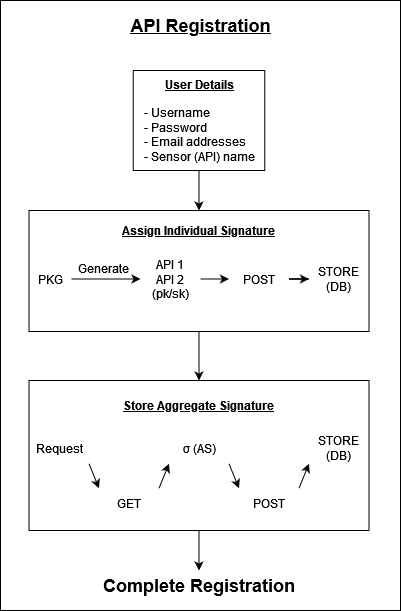 API Registration
User Details
- Username
- Password
- Email addresses
- Sensor (API) name
Assign Individual Signature
PKG
Generate
API 1
API 2
(pk/sk)
POST
STORE
(DB)
Store Aggregate Signature
Request
GET
σ (AS)
POST
STORE
(DB)
Complete Registration